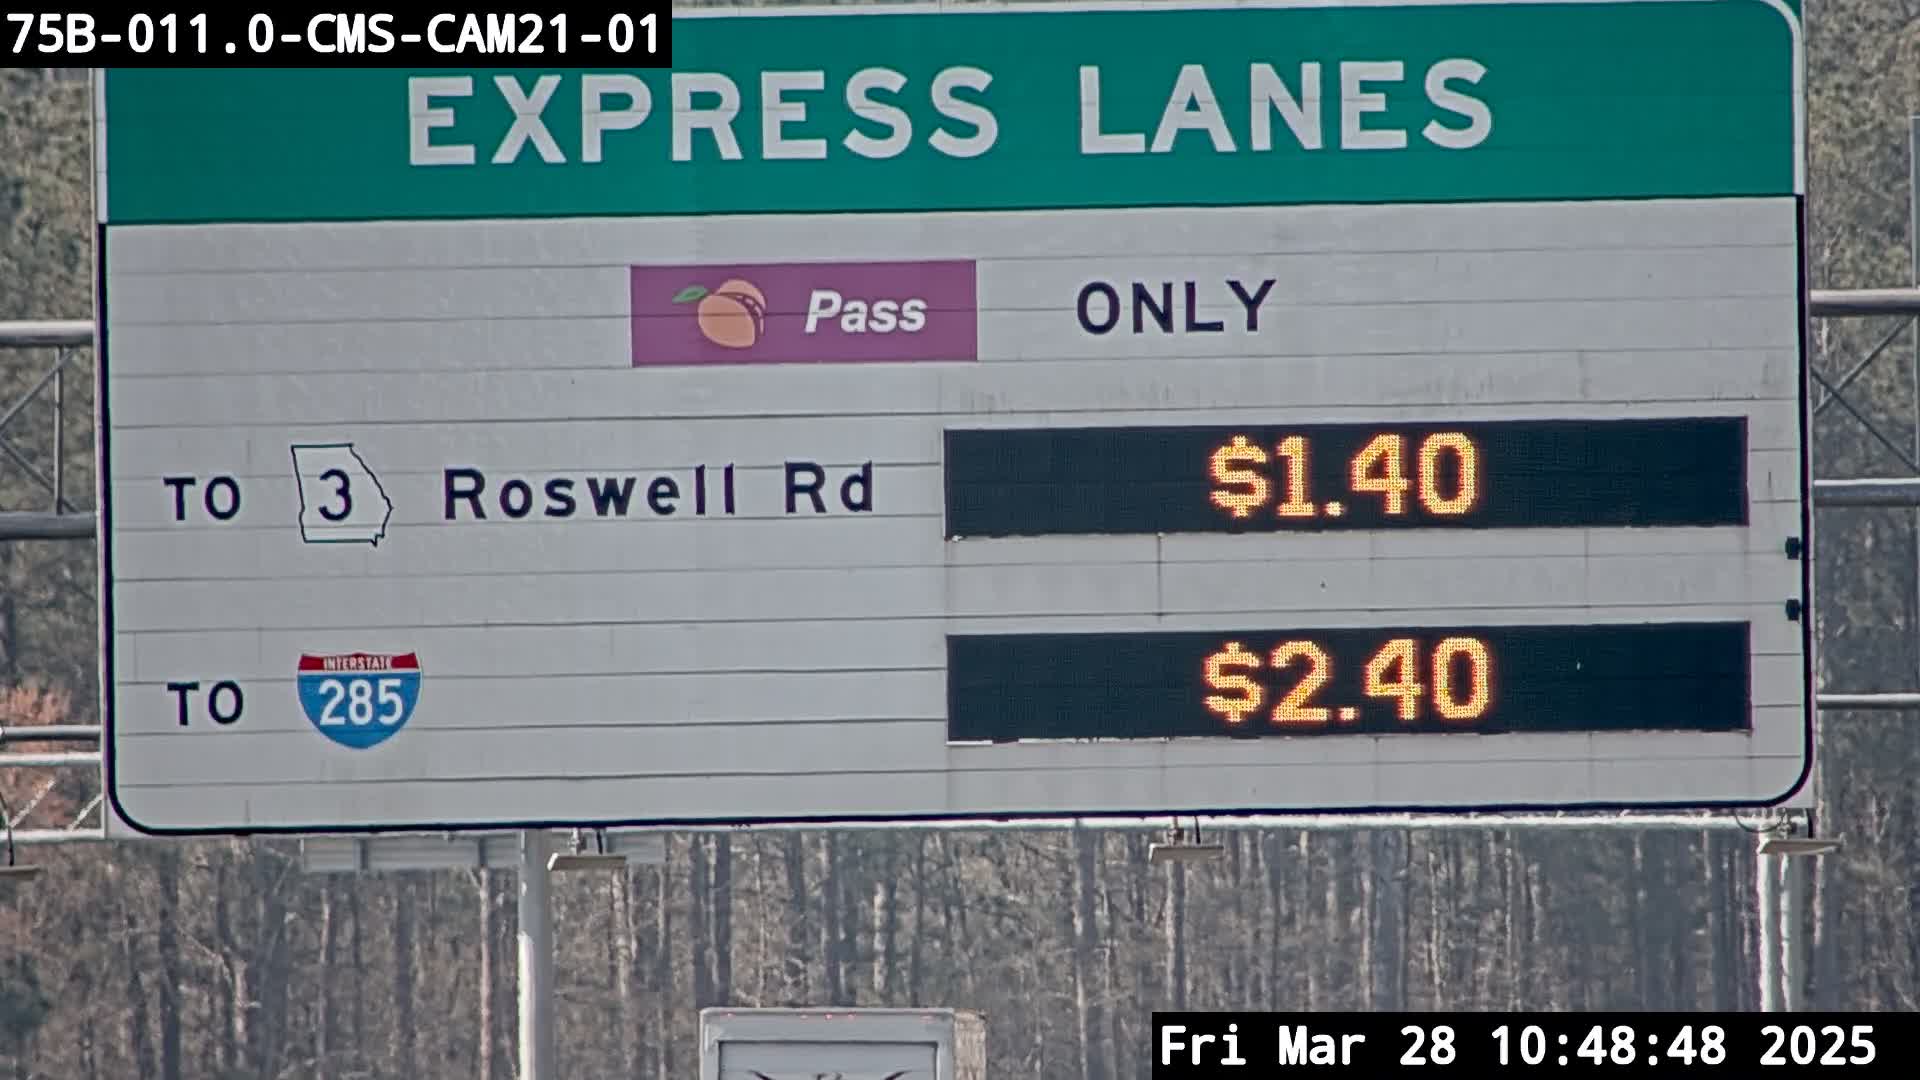 75B-011.0-CMS-CAM21-01
EXPRESS LANES
Pass ONLY
TO 3 Roswell Rd $1.40
TO INTERSTATE 285 $2.40
Fri Mar 28 10:48:48 2025